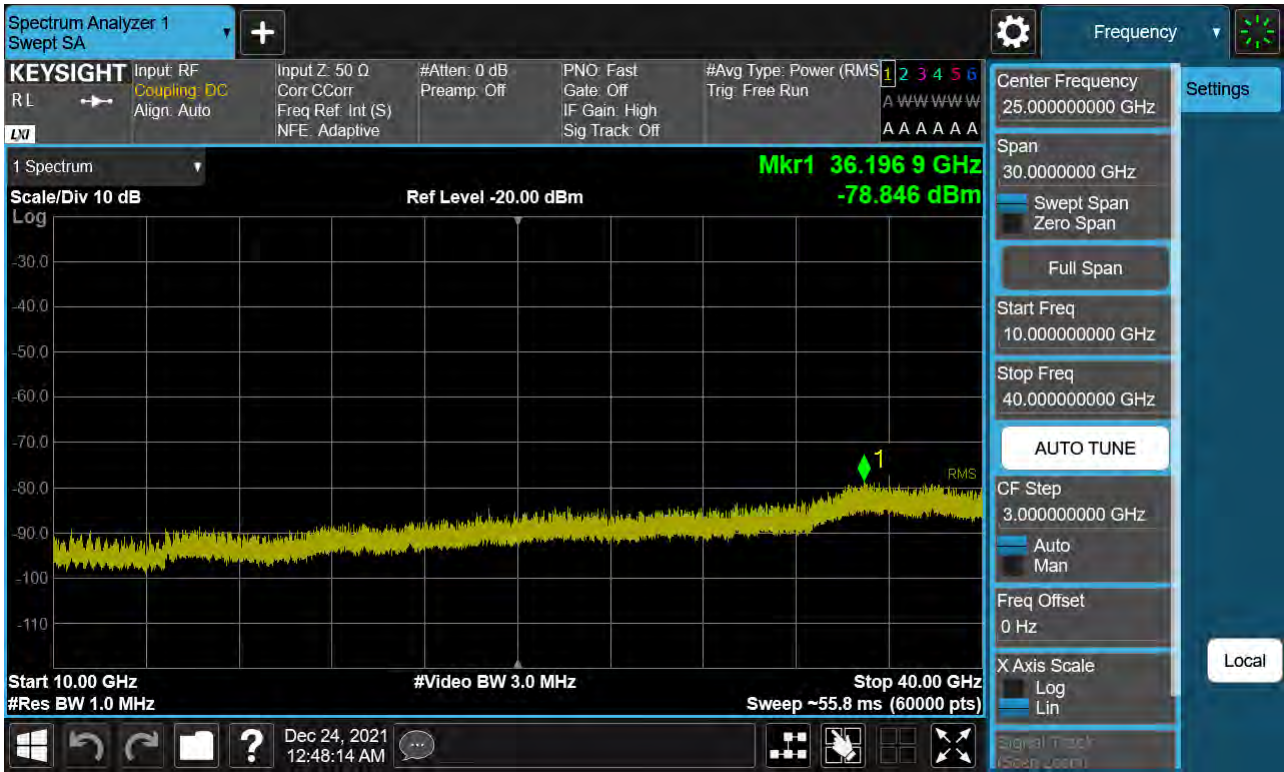 Spectrum Analyzer 1
Swept SA
+
Frequency
KEYSIGHT
R L
LXI
Input: RF
Coupling: DC
Align: Auto
Input Z: 50 Ω
Corr CCorr
Freq Ref: Int (S)
NFE: Adaptive
#Atten: 0 dB
Preamp: Off
PNO: Fast
Gate: Off
IF Gain: High
Sig Track: Off
#Avg Type: Power (RMS
Trig: Free Run
1 2 3 4 5 6
A W W W W W
A A A A A A
1 Spectrum
Scale/Div 10 dB
Ref Level -20.00 dBm
Mkr1 36.196 9 GHz
-78.846 dBm
Log
-30.0
-40.0
-50.0
-60.0
-70.0
-80.0
-90.0
-100
-110
1
RMS
Start 10.00 GHz
#Res BW 1.0 MHz
#Video BW 3.0 MHz
Stop 40.00 GHz
Sweep ~55.8 ms (60000 pts)
Center Frequency
25.000000000 GHz
Span
30.0000000 GHz
Swept Span
Zero Span
Full Span
Start Freq
10.000000000 GHz
Stop Freq
40.000000000 GHz
AUTO TUNE
CF Step
3.000000000 GHz
Auto
Man
Freq Offset
0 Hz
X Axis Scale
Log
Lin
Signal Track
(Span Zoom)
Settings
Local
?
Dec 24, 2021
12:48:14 AM